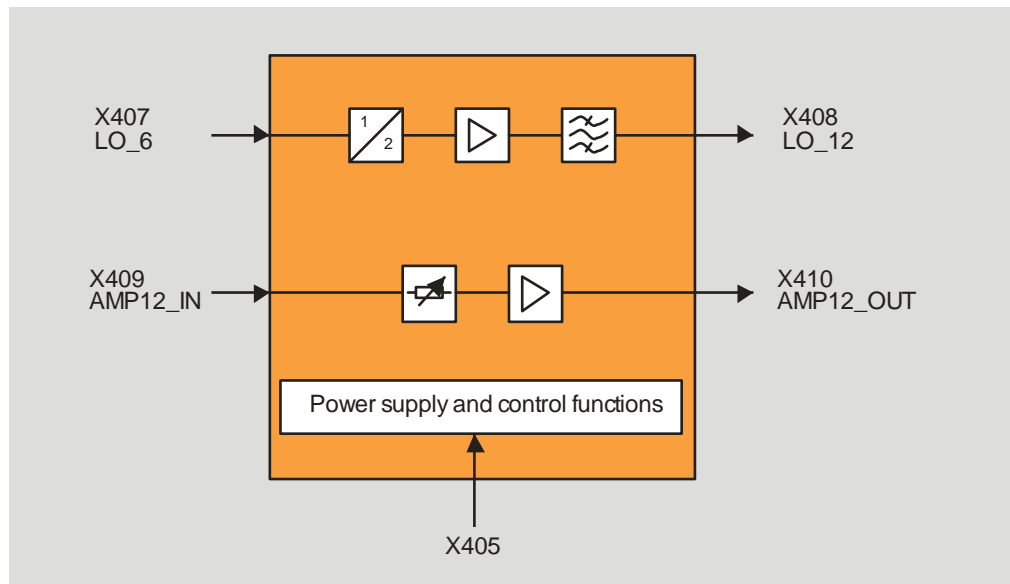 X407
LO_6
1
2
X408
LO_12
X409
AMP12_IN
X410
AMP12_OUT
Power supply and control functions
X405